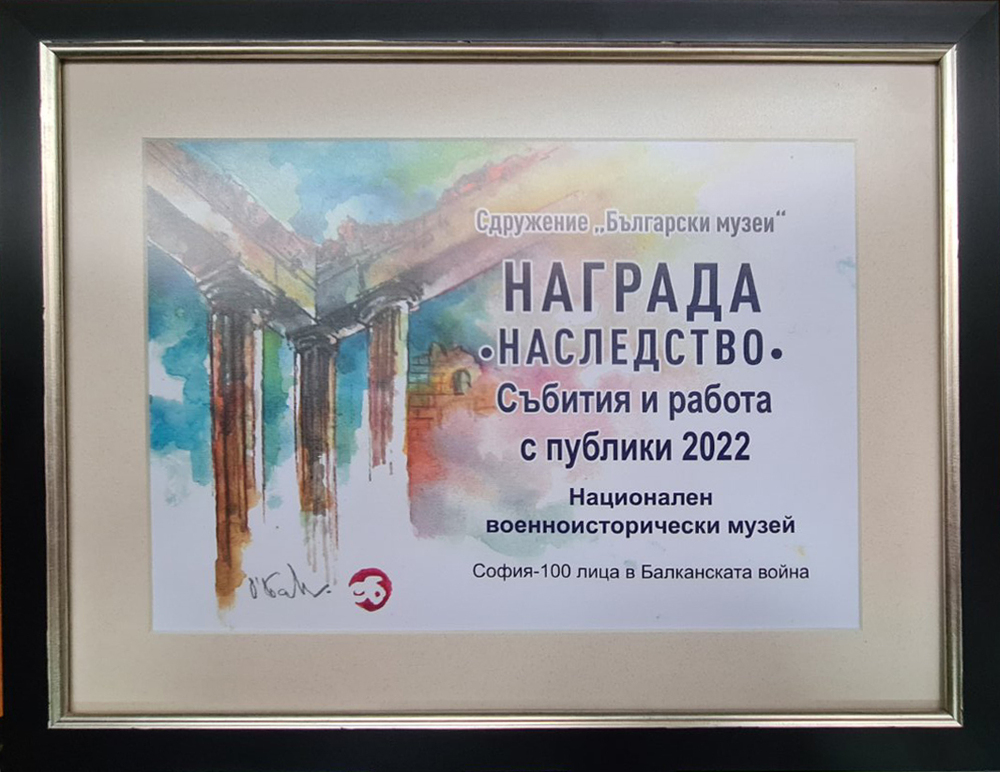 Сдружение „Български музеи“
НАГРАДА
•НАСЛЕДСТВО•
Събития и работа
с публики 2022
Национален
военноисторически музей
София-100 лица в Балканската война